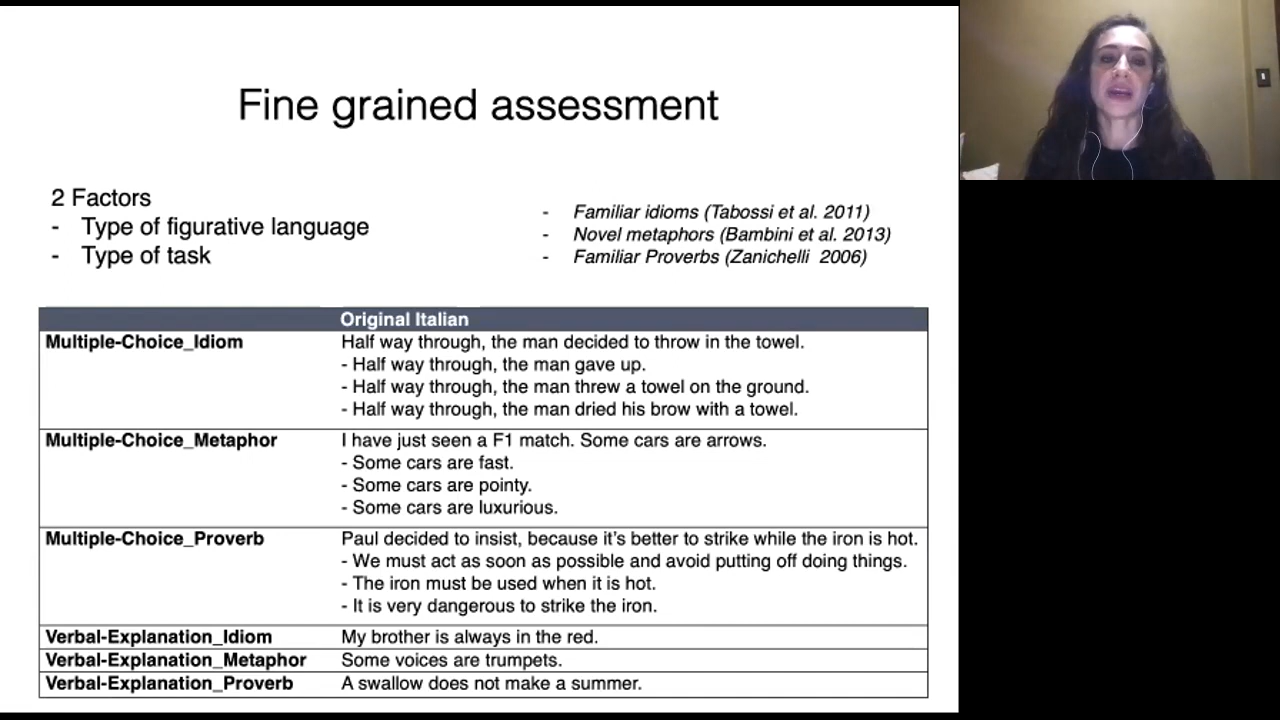 Fine grained assessment
2 Factors
- Type of figurative language
- Type of task
- Familiar idioms (Tabossi et al. 2011)
- Novel metaphors (Bambini et al. 2013)
- Familiar Proverbs (Zanichelli 2006)
Original Italian
Multiple-Choice_Idiom Half way through, the man decided to throw in the towel.
- Half way through, the man gave up.
- Half way through, the man threw a towel on the ground.
- Half way through, the man dried his brow with a towel.
Multiple-Choice_Metaphor I have just seen a F1 match. Some cars are arrows.
- Some cars are fast.
- Some cars are pointy.
- Some cars are luxurious.
Multiple-Choice_Proverb Paul decided to insist, because it’s better to strike while the iron is hot.
- We must act as soon as possible and avoid putting off doing things.
- The iron must be used when it is hot.
- It is very dangerous to strike the iron.
Verbal-Explanation_Idiom My brother is always in the red.
Verbal-Explanation_Metaphor Some voices are trumpets.
Verbal-Explanation_Proverb A swallow does not make a summer.